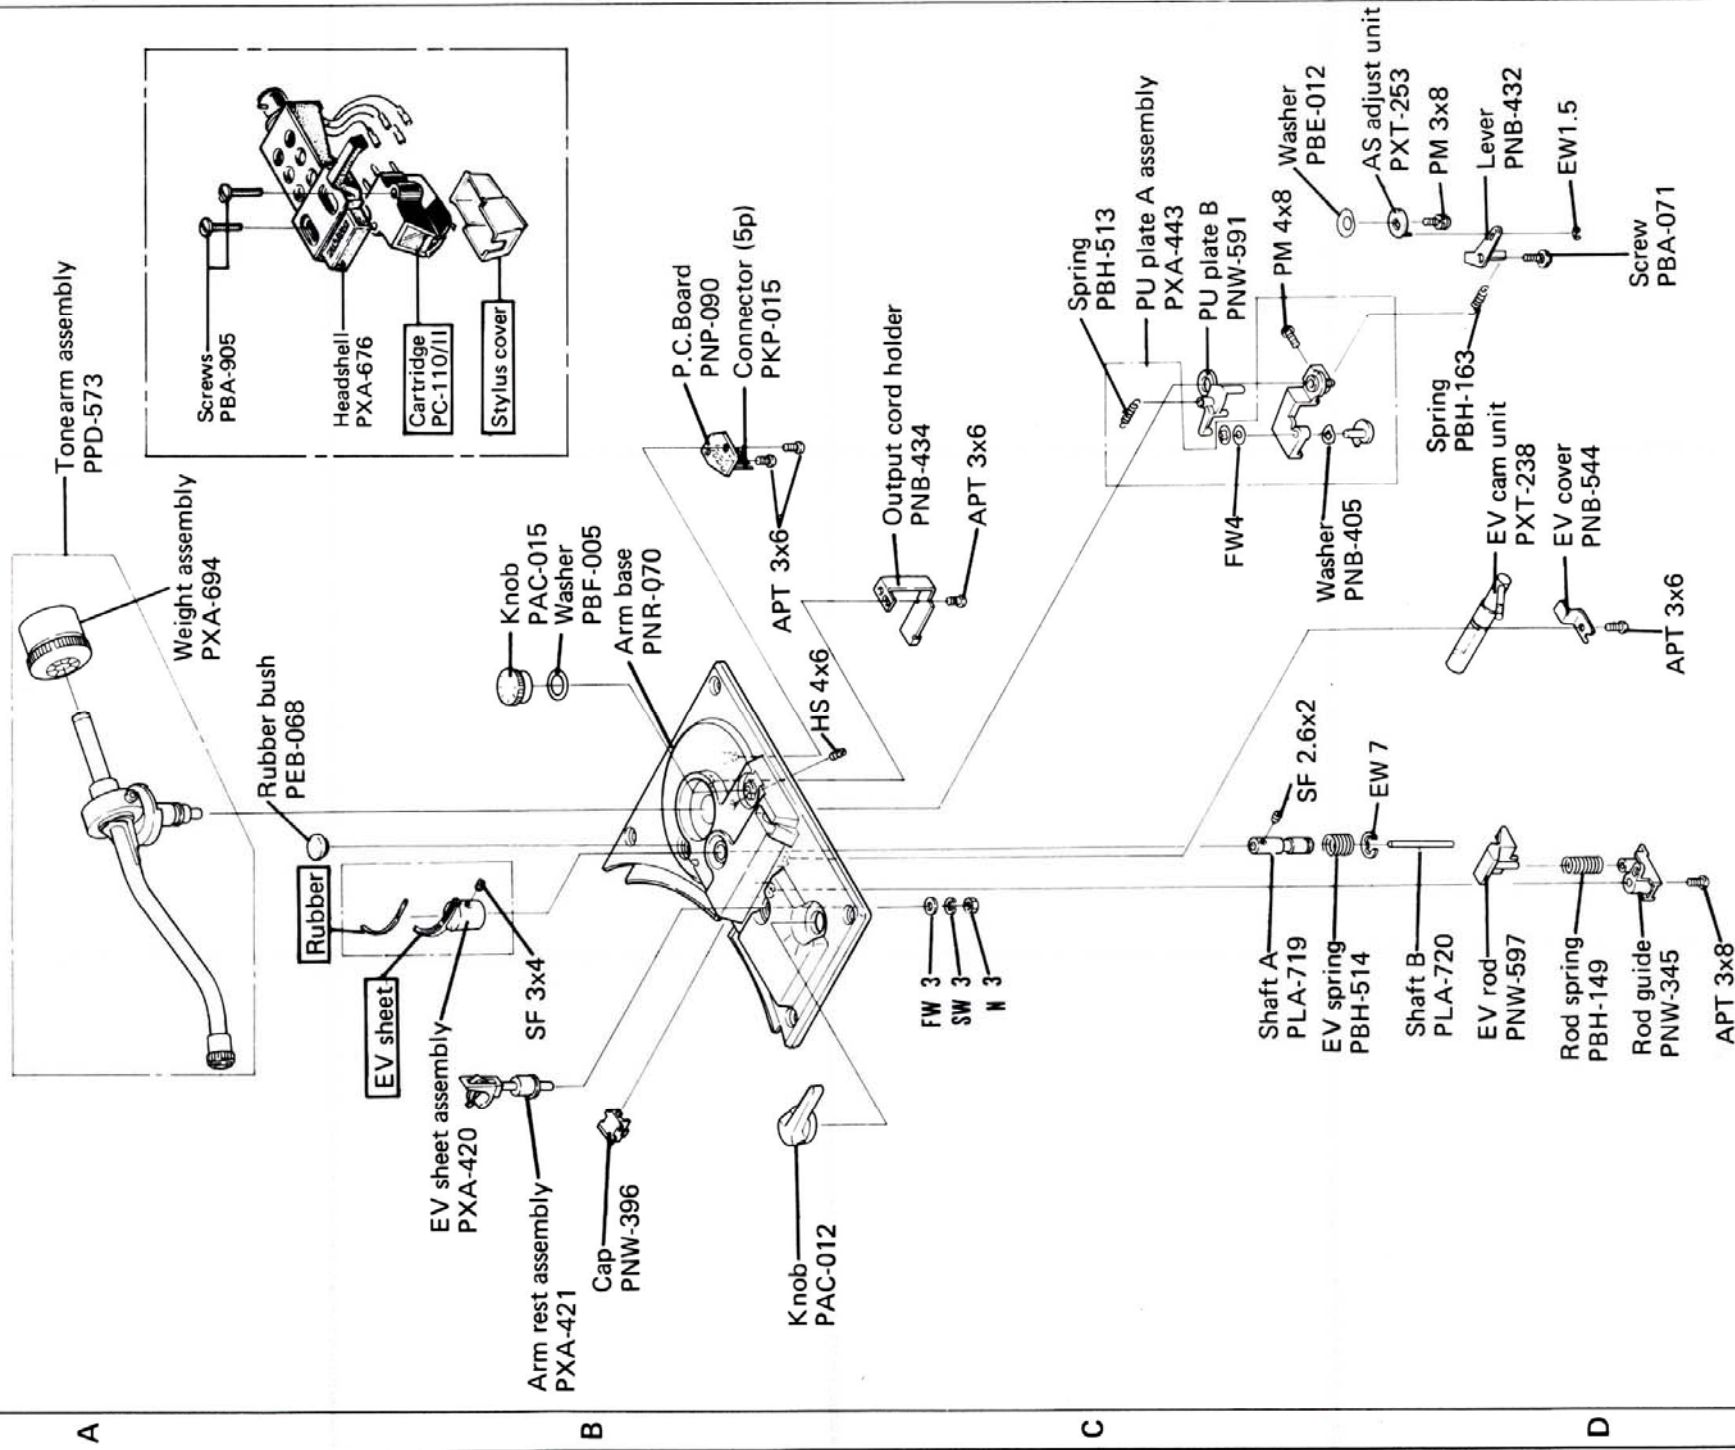 A
B
C
D
Tonearm assembly
PPD-573
Weight assembly
PXA-694
Rubber bush
PEB-068
Screws
PBA-905
Headshell
PXA-676
Cartridge
PC-110/II
Stylus cover
Rubber
EV sheet
SF 3x4
EV sheet assembly
PXA-420
Arm rest assembly
PXA-421
Cap
PNW-396
Knob
PAC-012
Knob
PAC-015
Washer
PBF-005
Arm base
PNR-070
P.C.Board
PNP-090
Connector (5p)
PKP-015
APT 3x6
HS 4x6
Output cord holder
PNB-434
APT 3x6
FW 3
SW 3
N 3
Spring
PBH-513
PU plate A assembly
PXA-443
PU plate B
PNW-591
PM 4x8
Washer
PBE-012
AS adjust unit
PXT-253
PM 3x8
Lever
PNB-432
EW1.5
Screw
PBA-071
FW4
Washer
PNB-405
Spring
PBH-163
EV cam unit
PXT-238
EV cover
PNB-544
APT 3x6
SF 2.6x2
EW 7
Shaft A
PLA-719
EV spring
PBH-514
Shaft B
PLA-720
EV rod
PNW-597
Rod spring
PBH-149
Rod guide
PNW-345
APT 3x8